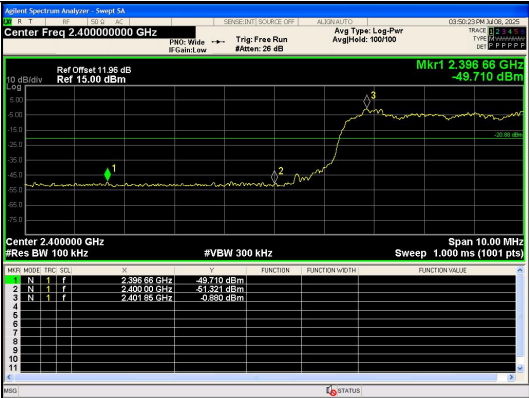 Agilent Spectrum Analyzer - Swept SA
R T RF 50 Ω AC SENSE:INT SOURCE OFF ALIGNAUTO 03:50:23 PM Jul 08, 2025
Center Freq 2.400000000 GHz
PNO: Wide
IFGain:Low
Trig: Free Run
#Atten: 26 dB
Avg Type: Log-Pwr
Avg|Hold: 100/100
TRACE 1 2 3 4 5 6
TYPE M
DET P P P P P P
Mkr1 2.396 66 GHz
-49.710 dBm
Ref Offset 11.96 dB
Ref 15.00 dBm
10 dB/div
Log
5.00
-5.00
-15.0
-25.0
-35.0
-45.0
-55.0
-65.0
-75.0
1
2
3
-20.88 dBm
Center 2.400000 GHz
Span 10.00 MHz
#Res BW 100 kHz
#VBW 300 kHz
Sweep 1.000 ms (1001 pts)
MKR MODE TRC SCL X Y FUNCTION FUNCTION WIDTH FUNCTION VALUE
1 N 1 f 2.396 66 GHz -49.710 dBm
2 N 1 f 2.400 00 GHz -51.321 dBm
3 N 1 f 2.401 85 GHz -0.880 dBm
4
5
6
7
8
9
10
11
MSG
STATUS